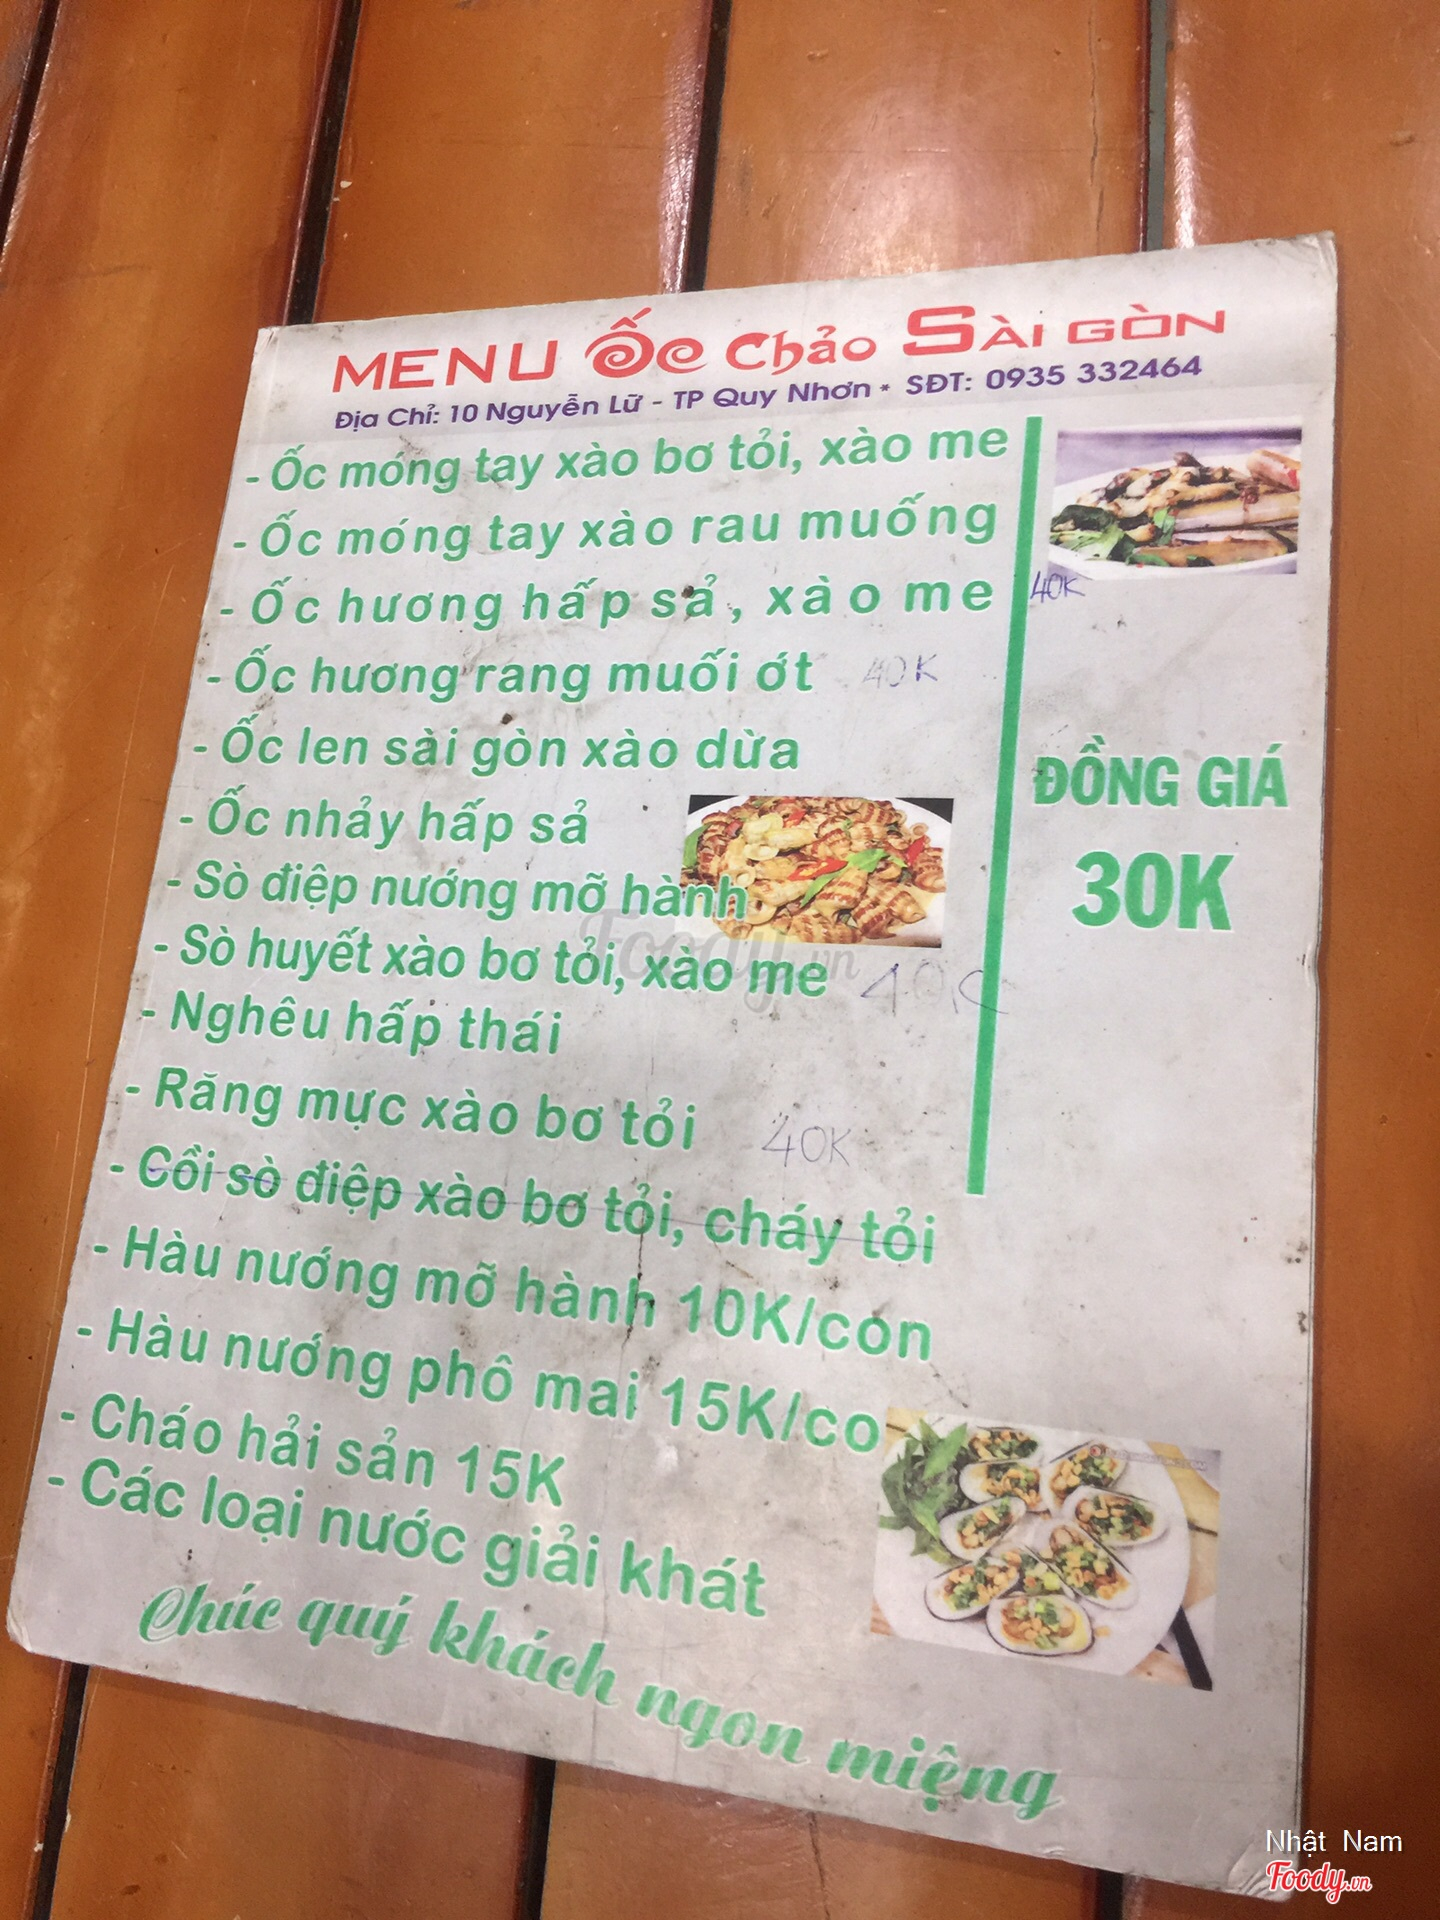 MENU Ốc Chảo SÀI GÒN
Địa Chỉ: 10 Nguyễn Lữ - TP Quy Nhơn * SĐT: 0935 332464
- Ốc móng tay xào bơ tỏi, xào me
- Ốc móng tay xào rau muống
- Ốc hương hấp sả, xào me 40K
- Ốc hương rang muối ớt 40K
- Ốc len sài gòn xào dừa
- Ốc nhảy hấp sả
- Sò điệp nướng mỡ hành
- Sò huyết xào bơ tỏi, xào me 40K
- Nghêu hấp thái
- Răng mực xào bơ tỏi 40K
- Cồi sò điệp xào bơ tỏi, cháy tỏi
ĐỒNG GIÁ
30K
- Hàu nướng mỡ hành 10K/con
- Hàu nướng phô mai 15K/co
- Cháo hải sản 15K
- Các loại nước giải khát
Chúc quý khách ngon miệng
Foody.vn
Nhật Nam
Foody.vn